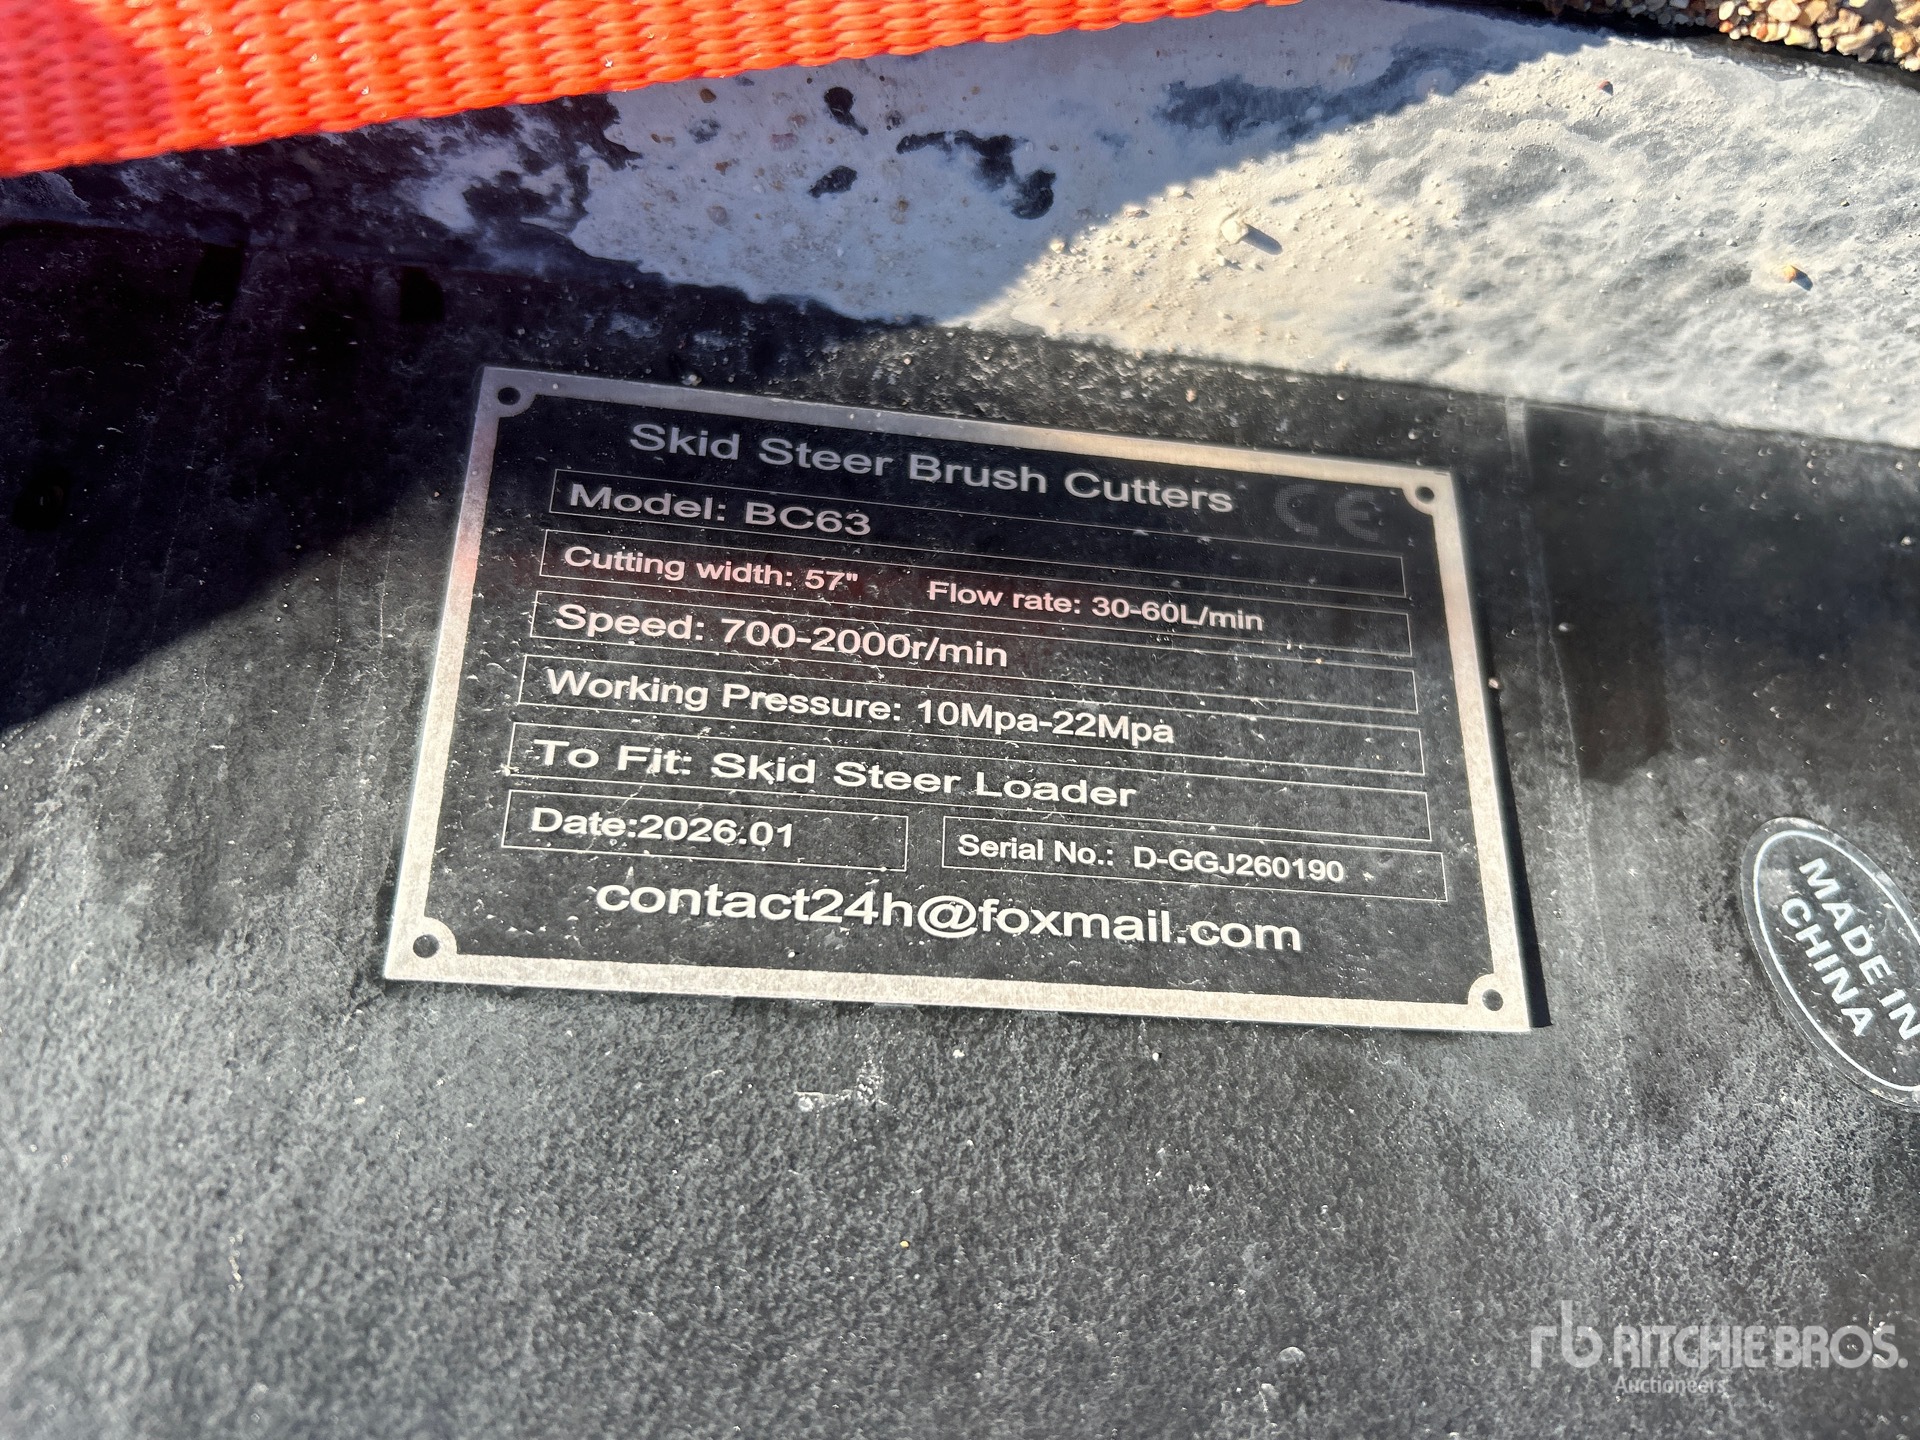 Skid Steer Brush Cutters CE
Model: BC63
Cutting width: 57" Flow rate: 30-60L/min
Speed: 700-2000r/min
Working Pressure: 10Mpa-22Mpa
To Fit: Skid Steer Loader
Date:2026.01 Serial No.: D-GGJ260190
contact24h@foxmail.com
MADE IN
CHINA
rb RITCHIE BROS.
Auctioneers